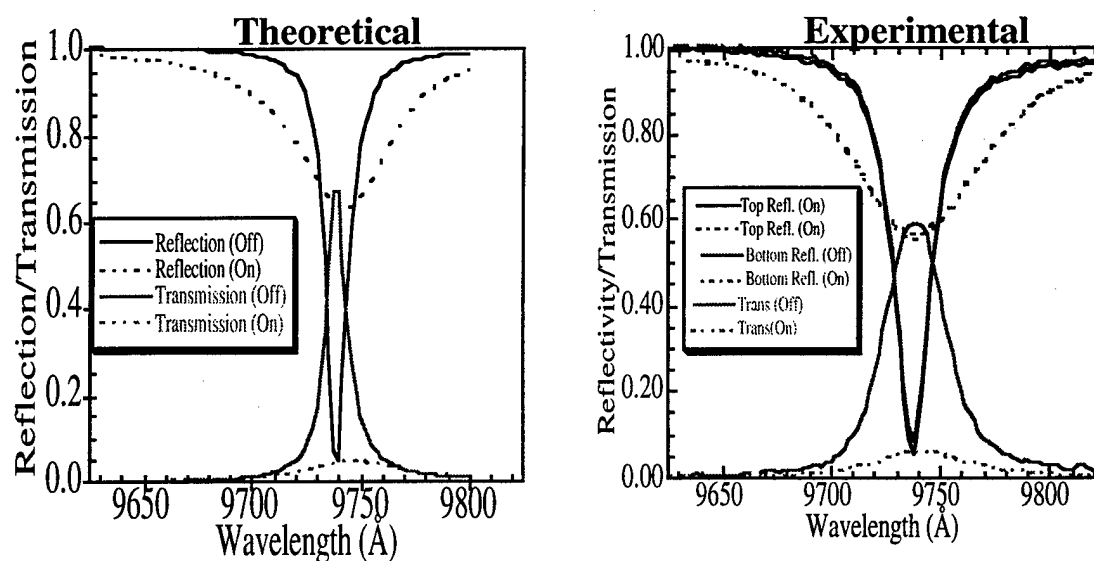 Theoretical
Reflection/Transmission
1.0
0.8
0.6
0.4
0.2
0.0
Reflection (Off)
Reflection (On)
Transmission (Off)
Transmission (On)
9650
9700
9750
9800
Wavelength (Å)
Experimental
Reflectivity/Transmission
1.00
0.80
0.60
0.40
0.20
0.00
Top Refl. (On)
Top Refl. (On)
Bottom Refl. (Off)
Bottom Refl. (On)
Trans (Off)
Trans(On)
9650
9700
9750
9800
Wavelength (Å)